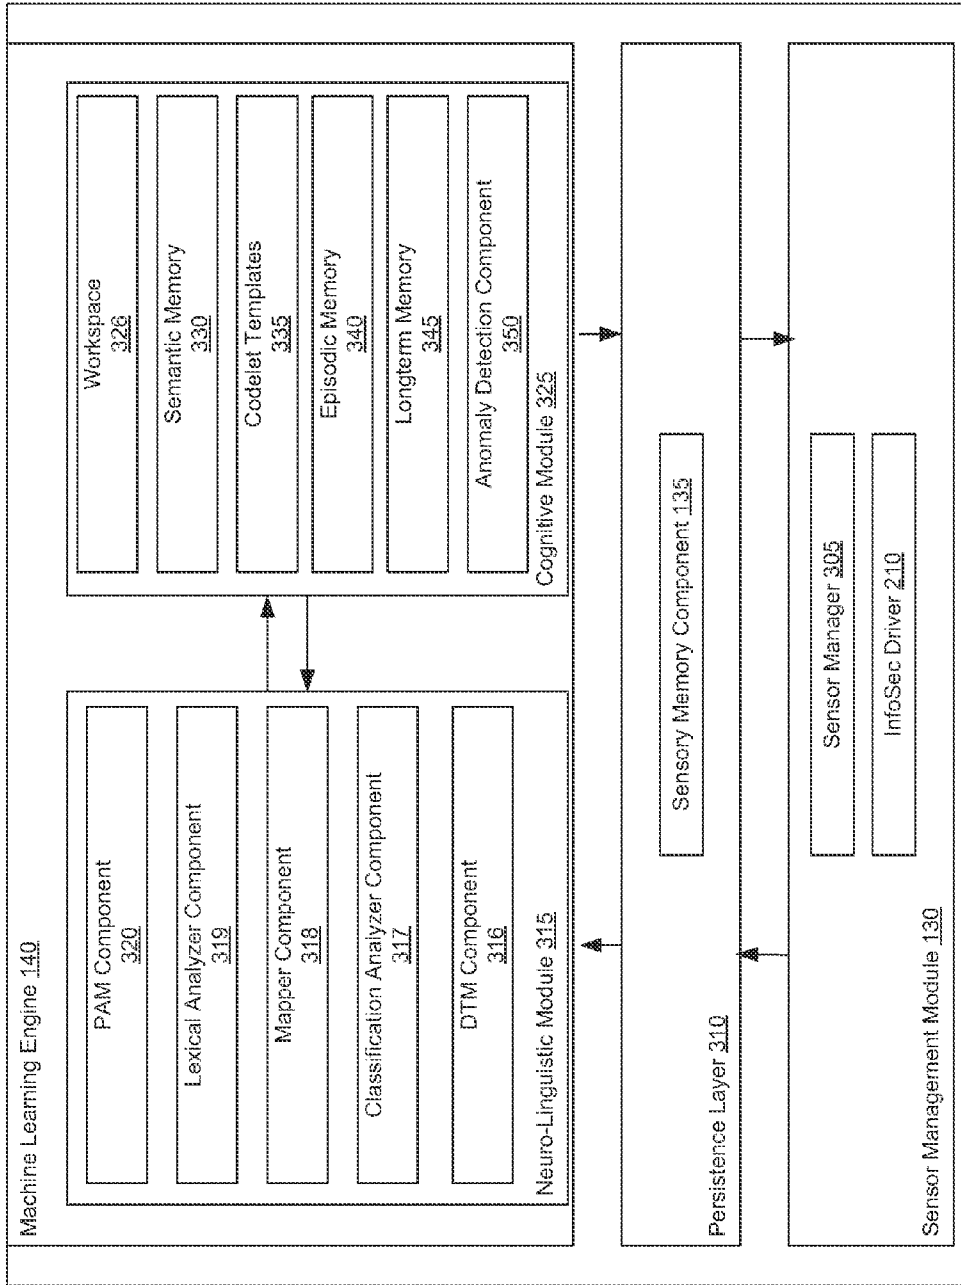 Machine Learning Engine 140
PAM Component
320
Lexical Analyzer Component
319
Mapper Component
318
Classification Analyzer Component
317
DTM Component
316
Neuro-Linguistic Module 315
Workspace
326
Semantic Memory
330
Codelet Templates
335
Episodic Memory
340
Longterm Memory
345
Anomaly Detection Component
350
Cognitive Module 325
Sensory Memory Component 135
Persistence Layer 310
Sensor Manager 305
InfoSec Driver 210
Sensor Management Module 130